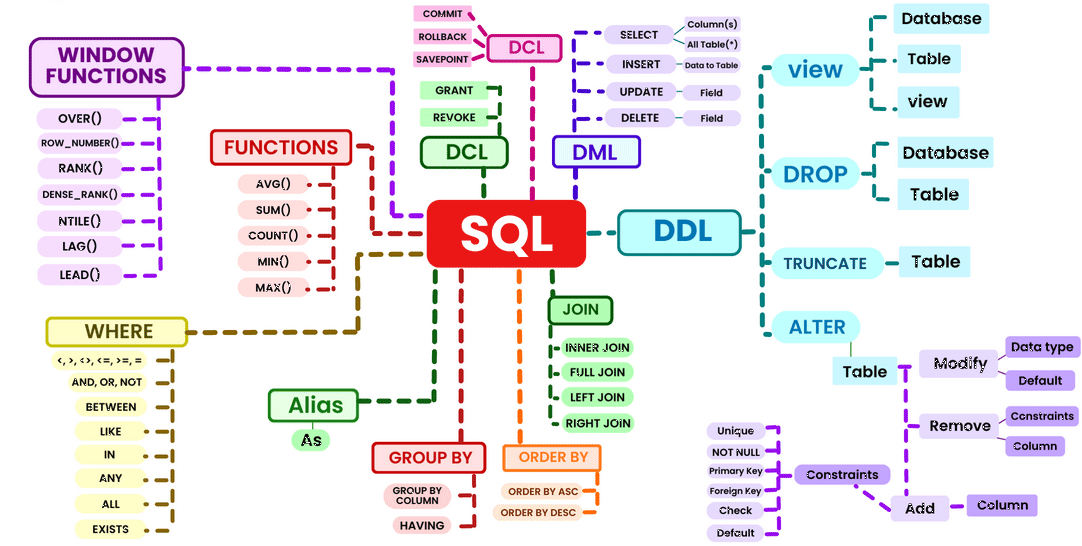 WINDOW
FUNCTIONS
OVER()
ROW_NUMBER()
RANK()
DENSE_RANK()
NTILE()
LAG()
LEAD()
FUNCTIONS
AVG()
SUM()
COUNT()
MIN()
MAX()
WHERE
<, >, <>, <=, >=, =
AND, OR, NOT
BETWEEN
LIKE
IN
ANY
ALL
EXISTS
COMMIT
ROLLBACK
SAVEPOINT
DCL
GRANT
REVOKE
DCL
SELECT
Column(s)
All Table(*)
INSERT
Data to Table
UPDATE
Field
DELETE
Field
DML
SQL
DDL
view
Database
Table
view
DROP
Database
Table
TRUNCATE
Table
ALTER
Table
Modify
Data type
Default
Remove
Constraints
Column
Add
Column
Constraints
Unique
NOT NULL
Primary Key
Foreign Key
Check
Default
JOIN
INNER JOIN
FULL JOIN
LEFT JOIN
RIGHT JOIN
Alias
As
GROUP BY
GROUP BY
COLUMN
HAVING
ORDER BY
ORDER BY ASC
ORDER BY DESC